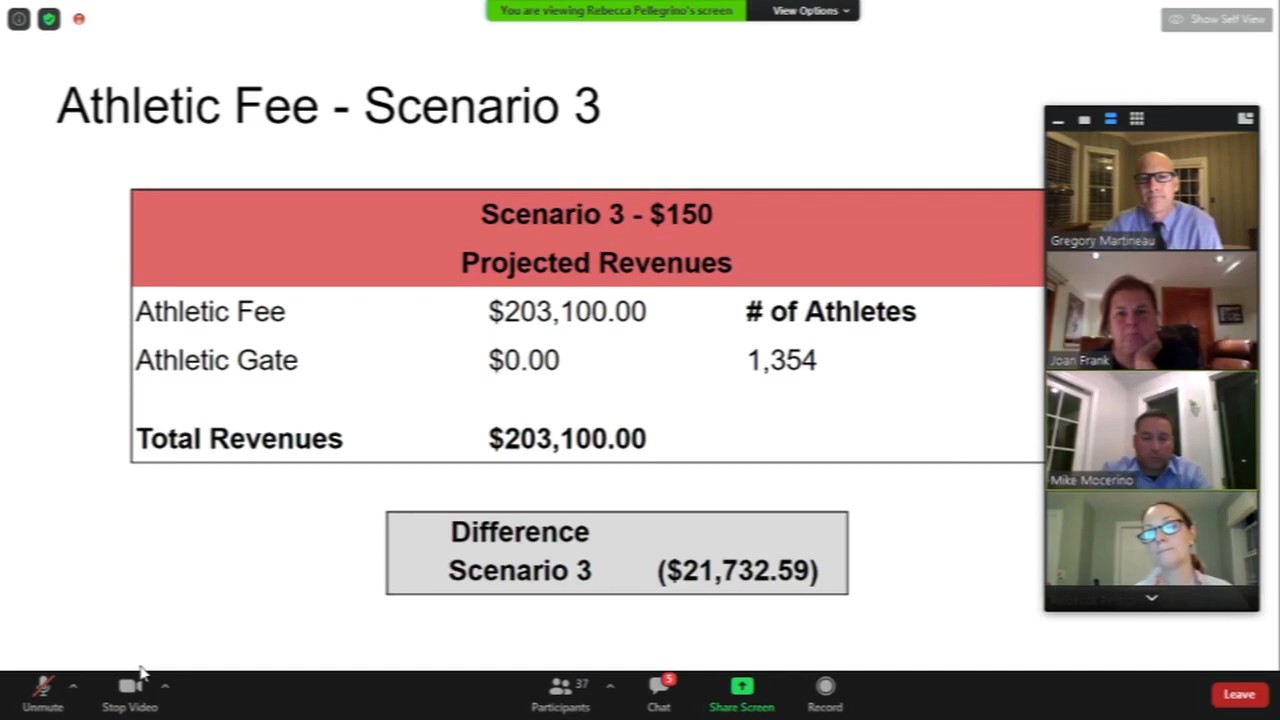 You are viewing Rebecca Pellegrino's screen
View Options
Show Self View
Athletic Fee - Scenario 3
Scenario 3 - $150
Projected Revenues
Athletic Fee $203,100.00 # of Athletes
Athletic Gate $0.00 1,354
Total Revenues $203,100.00
Difference
Scenario 3 ($21,732.59)
Gregory Martineau
Joan Frank
Mike Mocerino
Unmute
Stop Video
37
Participants
5
Chat
Share Screen
Record
Leave